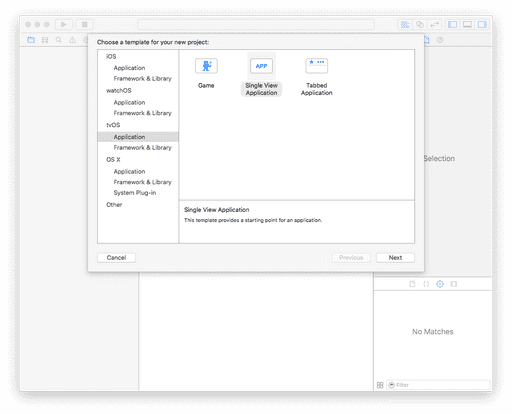 Choose a template for your new project:
iOS
Application
Framework & Library
watchOS
Application
Framework & Library
tvOS
Application
Framework & Library
OS X
Application
Framework & Library
System Plug-in
Other
APP
Game
Single View
Application
Tabbed
Application
Single View Application
This template provides a starting point for an application.
Cancel
Previous
Next
Selection
No Matches
Filter